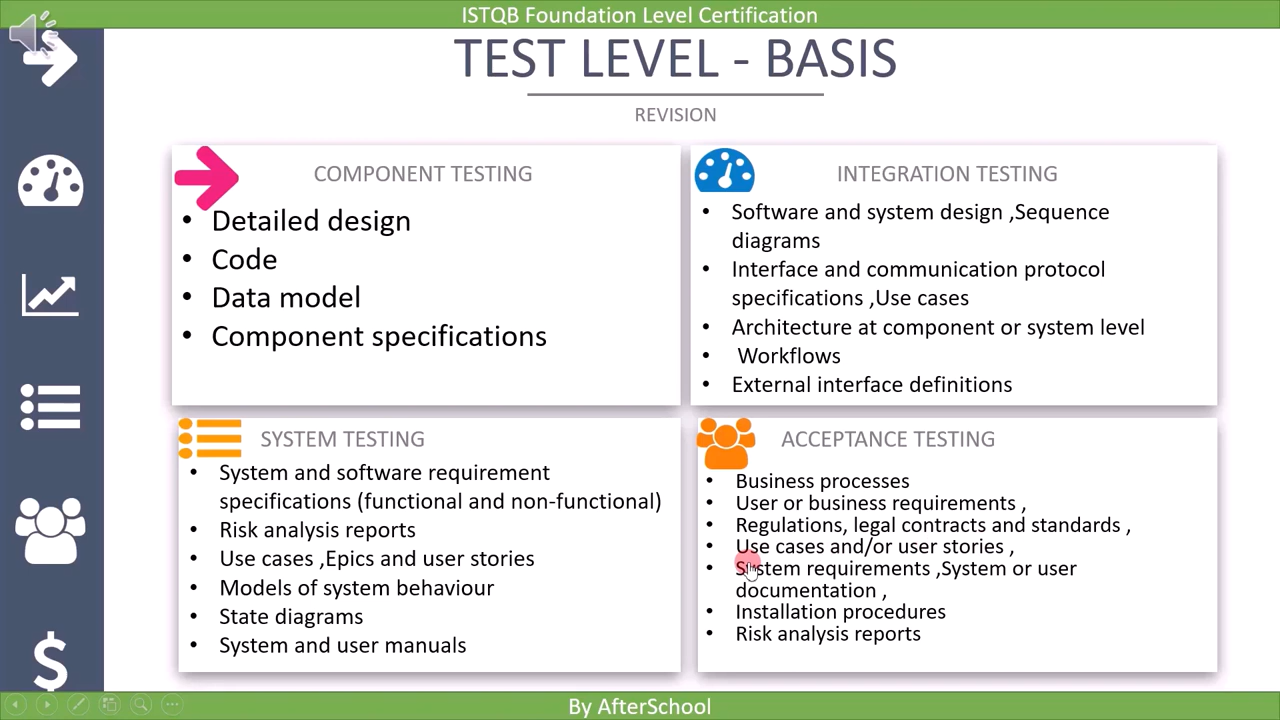 ISTQB Foundation Level Certification
TEST LEVEL - BASIS
REVISION
COMPONENT TESTING
• Detailed design
• Code
• Data model
• Component specifications
INTEGRATION TESTING
• Software and system design ,Sequence
diagrams
• Interface and communication protocol
specifications ,Use cases
• Architecture at component or system level
• Workflows
• External interface definitions
SYSTEM TESTING
• System and software requirement
specifications (functional and non-functional)
• Risk analysis reports
• Use cases ,Epics and user stories
• Models of system behaviour
• State diagrams
• System and user manuals
ACCEPTANCE TESTING
• Business processes
• User or business requirements ,
• Regulations, legal contracts and standards ,
• Use cases and/or user stories ,
• System requirements ,System or user
documentation ,
• Installation procedures
• Risk analysis reports
By AfterSchool